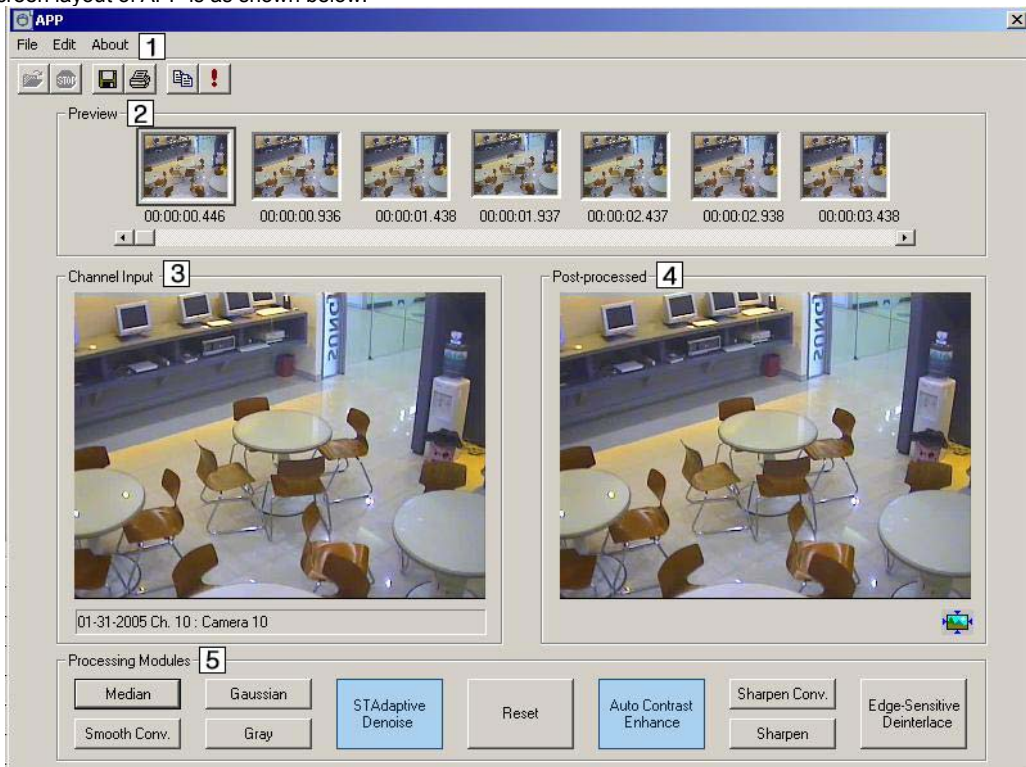 APP
File Edit About 1
STOP
Preview 2
00:00:00.446 00:00:00.936 00:00:01.438 00:00:01.937 00:00:02.437 00:00:02.938 00:00:03.438
Channel Input 3
Post-processed 4
01-31-2005 Ch. 10 : Camera 10
Processing Modules 5
Median Gaussian STAdaptive Denoise Reset Auto Contrast Enhance Sharpen Conv. Edge-Sensitive Deinterlace
Smooth Conv. Gray Sharpen